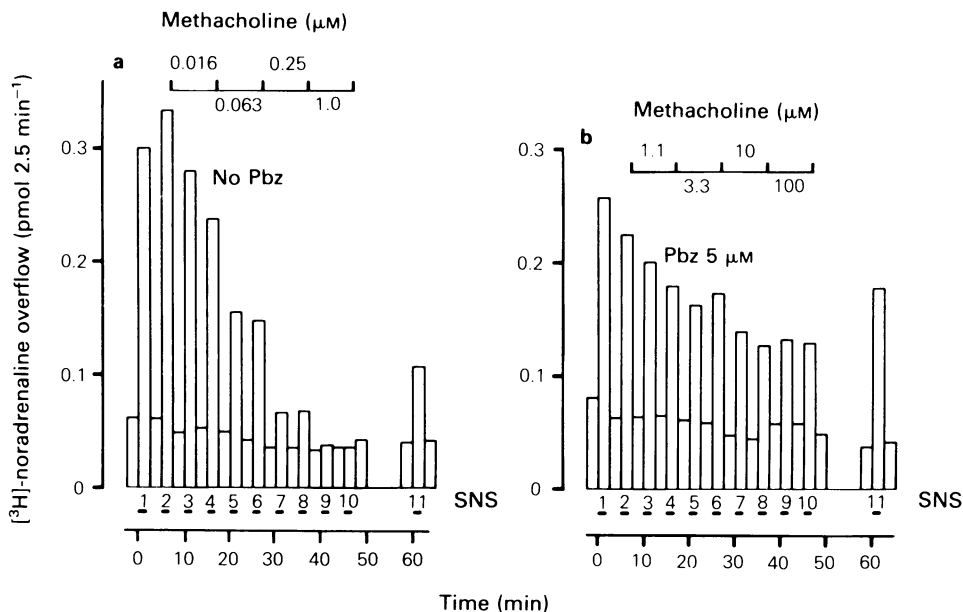 Methacholine (μM)
a
0.016
0.25
0.063
1.0
No Pbz
[³H]-noradrenaline overflow (pmol 2.5 min⁻¹)
0.3
0.2
0.1
0
1 2 3 4 5 6 7 8 9 10 11 SNS
0 10 20 30 40 50 60
Methacholine (μM)
b
1.1
10
3.3
100
Pbz 5 μM
0.3
0.2
0.1
0
1 2 3 4 5 6 7 8 9 10 11 SNS
0 10 20 30 40 50 60
Time (min)